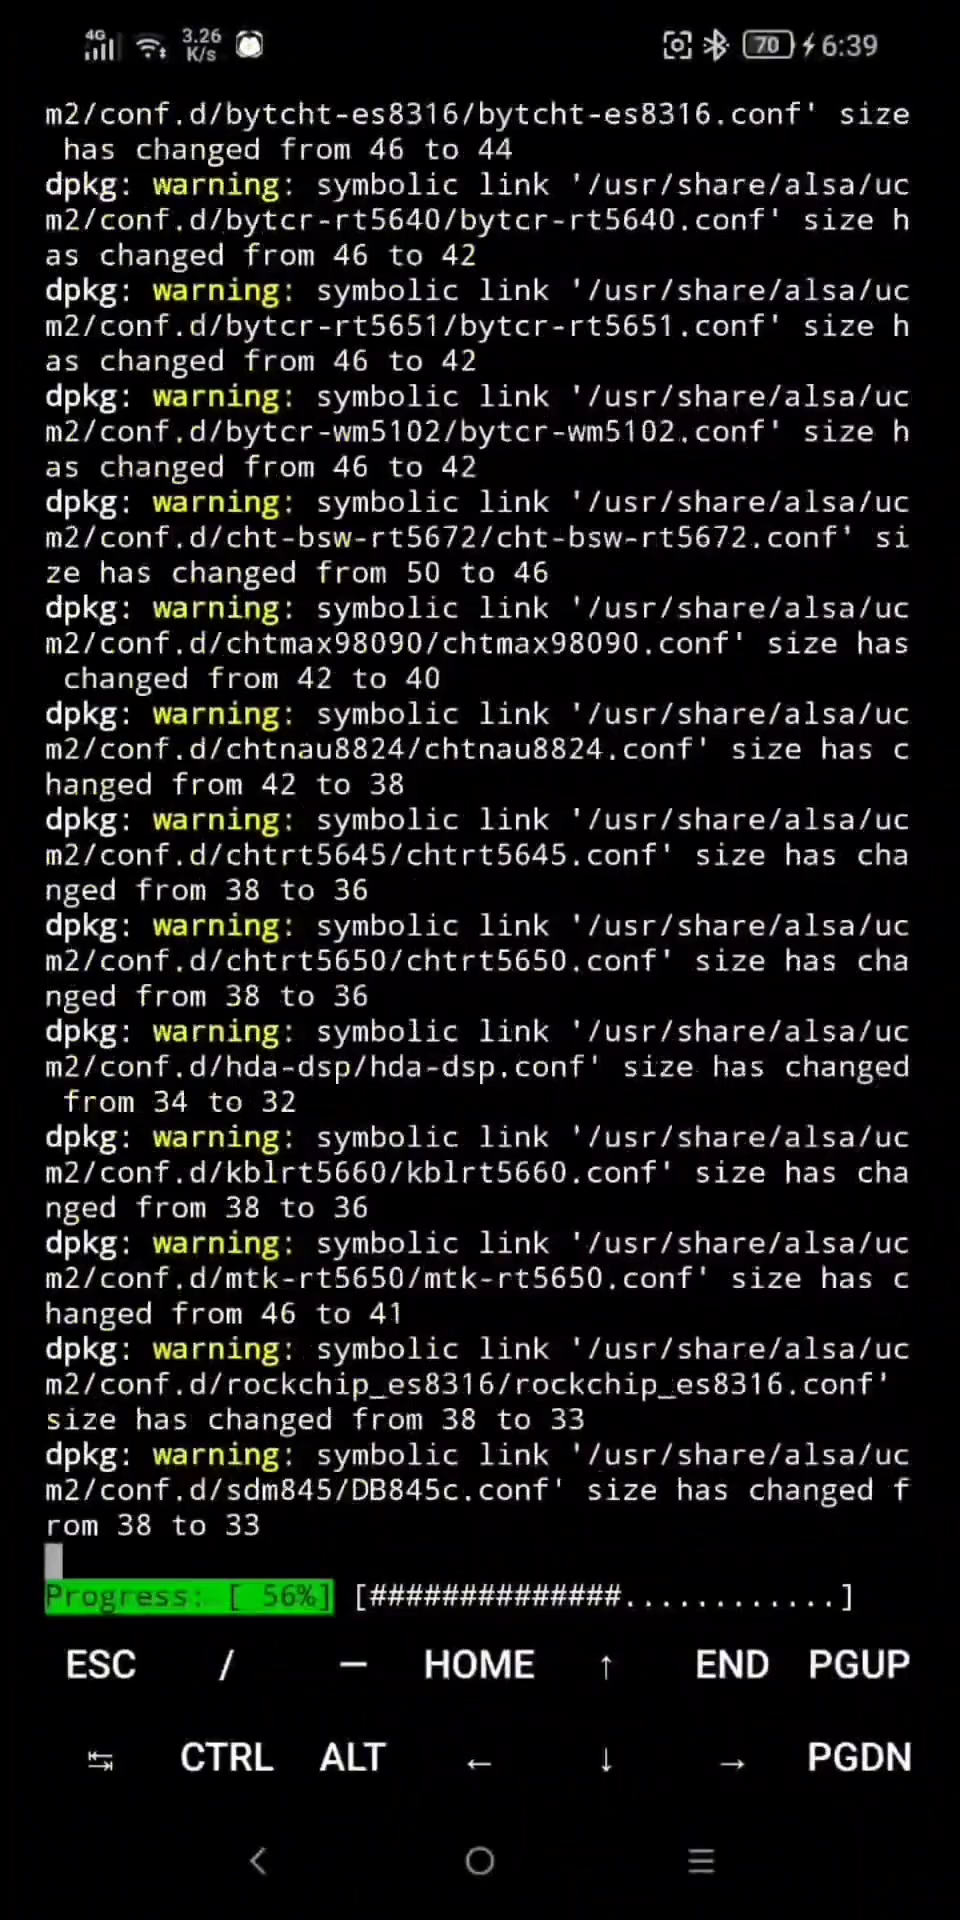 4G 3.26 K/s 70 6:39
m2/conf.d/bytcht-es8316/bytcht-es8316.conf' size
 has changed from 46 to 44
dpkg: warning: symbolic link '/usr/share/alsa/uc
m2/conf.d/bytcr-rt5640/bytcr-rt5640.conf' size h
as changed from 46 to 42
dpkg: warning: symbolic link '/usr/share/alsa/uc
m2/conf.d/bytcr-rt5651/bytcr-rt5651.conf' size h
as changed from 46 to 42
dpkg: warning: symbolic link '/usr/share/alsa/uc
m2/conf.d/bytcr-wm5102/bytcr-wm5102.conf' size h
as changed from 46 to 42
dpkg: warning: symbolic link '/usr/share/alsa/uc
m2/conf.d/cht-bsw-rt5672/cht-bsw-rt5672.conf' si
ze has changed from 50 to 46
dpkg: warning: symbolic link '/usr/share/alsa/uc
m2/conf.d/chtmax98090/chtmax98090.conf' size has
 changed from 42 to 40
dpkg: warning: symbolic link '/usr/share/alsa/uc
m2/conf.d/chtnau8824/chtnau8824.conf' size has c
hanged from 42 to 38
dpkg: warning: symbolic link '/usr/share/alsa/uc
m2/conf.d/chtrt5645/chtrt5645.conf' size has cha
nged from 38 to 36
dpkg: warning: symbolic link '/usr/share/alsa/uc
m2/conf.d/chtrt5650/chtrt5650.conf' size has cha
nged from 38 to 36
dpkg: warning: symbolic link '/usr/share/alsa/uc
m2/conf.d/hda-dsp/hda-dsp.conf' size has changed
 from 34 to 32
dpkg: warning: symbolic link '/usr/share/alsa/uc
m2/conf.d/kblrt5660/kblrt5660.conf' size has cha
nged from 38 to 36
dpkg: warning: symbolic link '/usr/share/alsa/uc
m2/conf.d/mtk-rt5650/mtk-rt5650.conf' size has c
hanged from 46 to 41
dpkg: warning: symbolic link '/usr/share/alsa/uc
m2/conf.d/rockchip_es8316/rockchip_es8316.conf'
size has changed from 38 to 33
dpkg: warning: symbolic link '/usr/share/alsa/uc
m2/conf.d/sdm845/DB845c.conf' size has changed f
rom 38 to 33
Progress: [ 56%] [##############............]
ESC / — HOME ↑ END PGUP
↹ CTRL ALT ← ↓ → PGDN